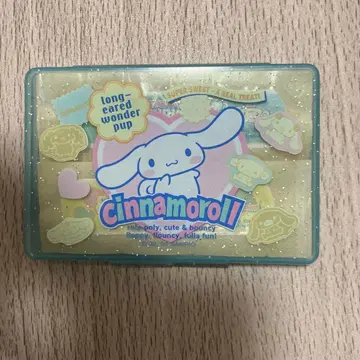 long-
eared
wonder
pup
SUPER SWEET - A REAL TREAT!
cinnamoroll
roly-poly, cute & bouncy
floppy, flouncy, fully fun!